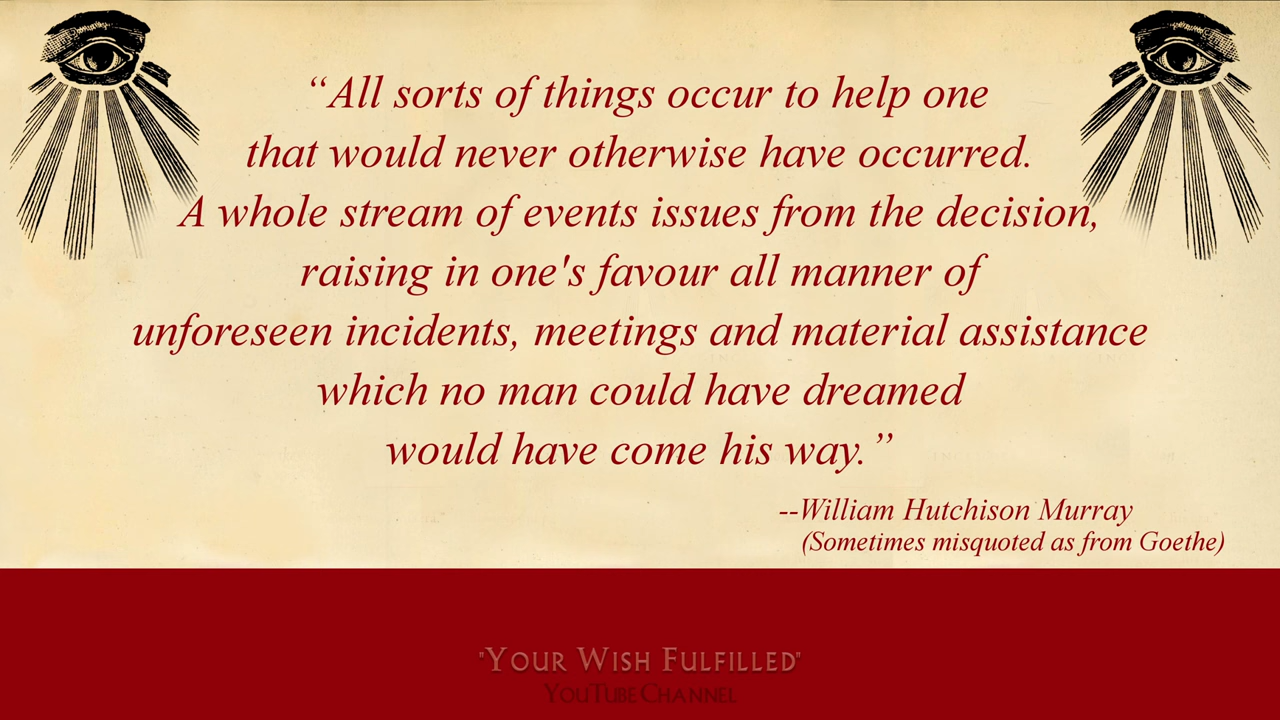 “All sorts of things occur to help one
that would never otherwise have occurred.
A whole stream of events issues from the decision,
raising in one's favour all manner of
unforeseen incidents, meetings and material assistance
which no man could have dreamed
would have come his way.”
--William Hutchison Murray
(Sometimes misquoted as from Goethe)
"Your Wish Fulfilled"
YouTube Channel